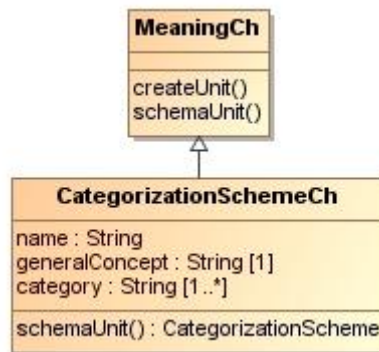 MeaningCh
createUnit()
schemaUnit()
CategorizationSchemeCh
name : String
generalConcept : String [1]
category : String [1..*]
schemaUnit() : CategorizationScheme